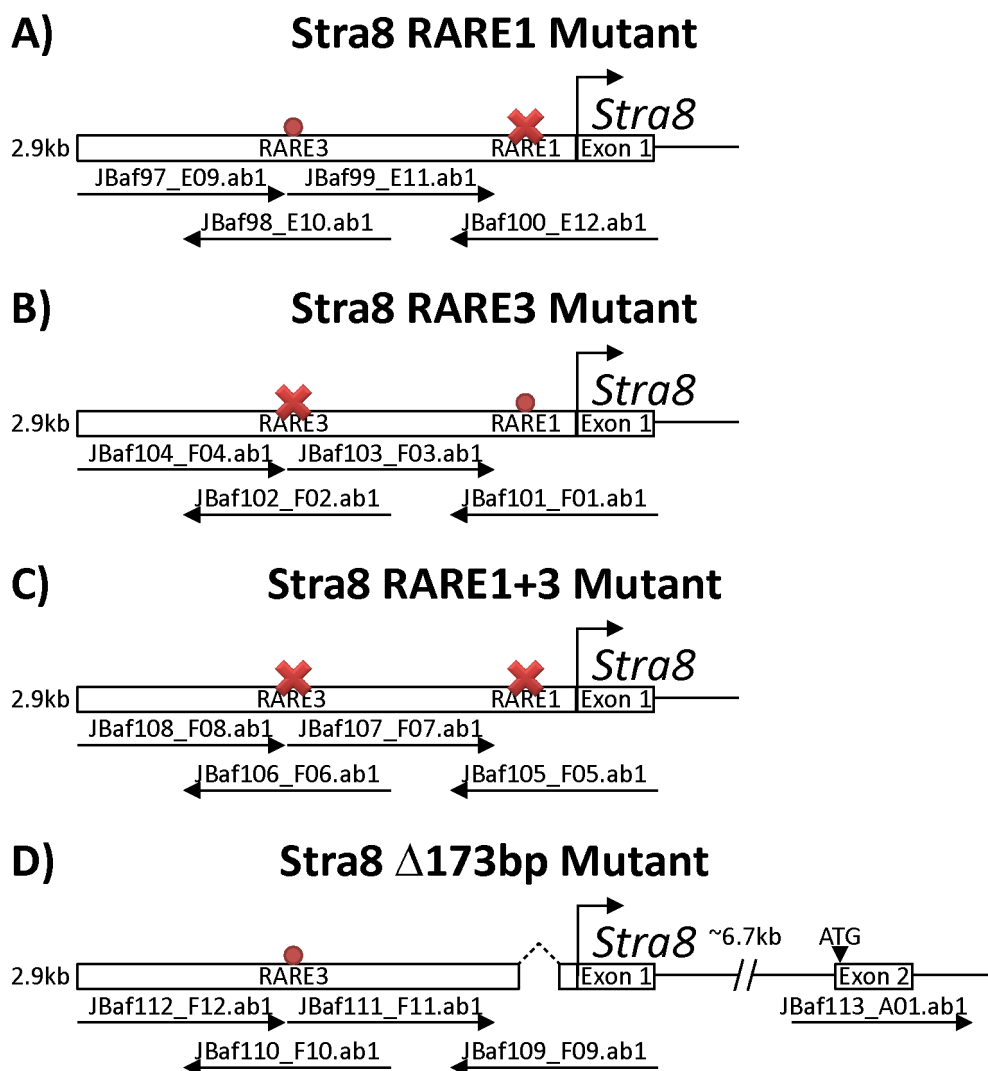 A) Stra8 RARE1 Mutant
Stra8
2.9kb RARE3 RARE1 Exon 1
JBaf97_E09.ab1 JBaf99_E11.ab1
JBaf98_E10.ab1 JBaf100_E12.ab1
B) Stra8 RARE3 Mutant
Stra8
2.9kb RARE3 RARE1 Exon 1
JBaf104_F04.ab1 JBaf103_F03.ab1
JBaf102_F02.ab1 JBaf101_F01.ab1
C) Stra8 RARE1+3 Mutant
Stra8
2.9kb RARE3 RARE1 Exon 1
JBaf108_F08.ab1 JBaf107_F07.ab1
JBaf106_F06.ab1 JBaf105_F05.ab1
D) Stra8 Δ173bp Mutant
Stra8 ~6.7kb ATG
2.9kb RARE3 Exon 1 Exon 2
JBaf112_F12.ab1 JBaf111_F11.ab1 JBaf113_A01.ab1
JBaf110_F10.ab1 JBaf109_F09.ab1